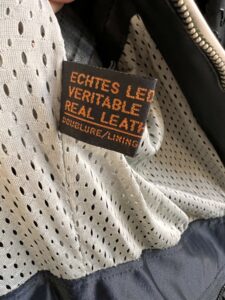 ECHTES LED
VERITABLE
REAL LEATH
DOUBLURE/LINING